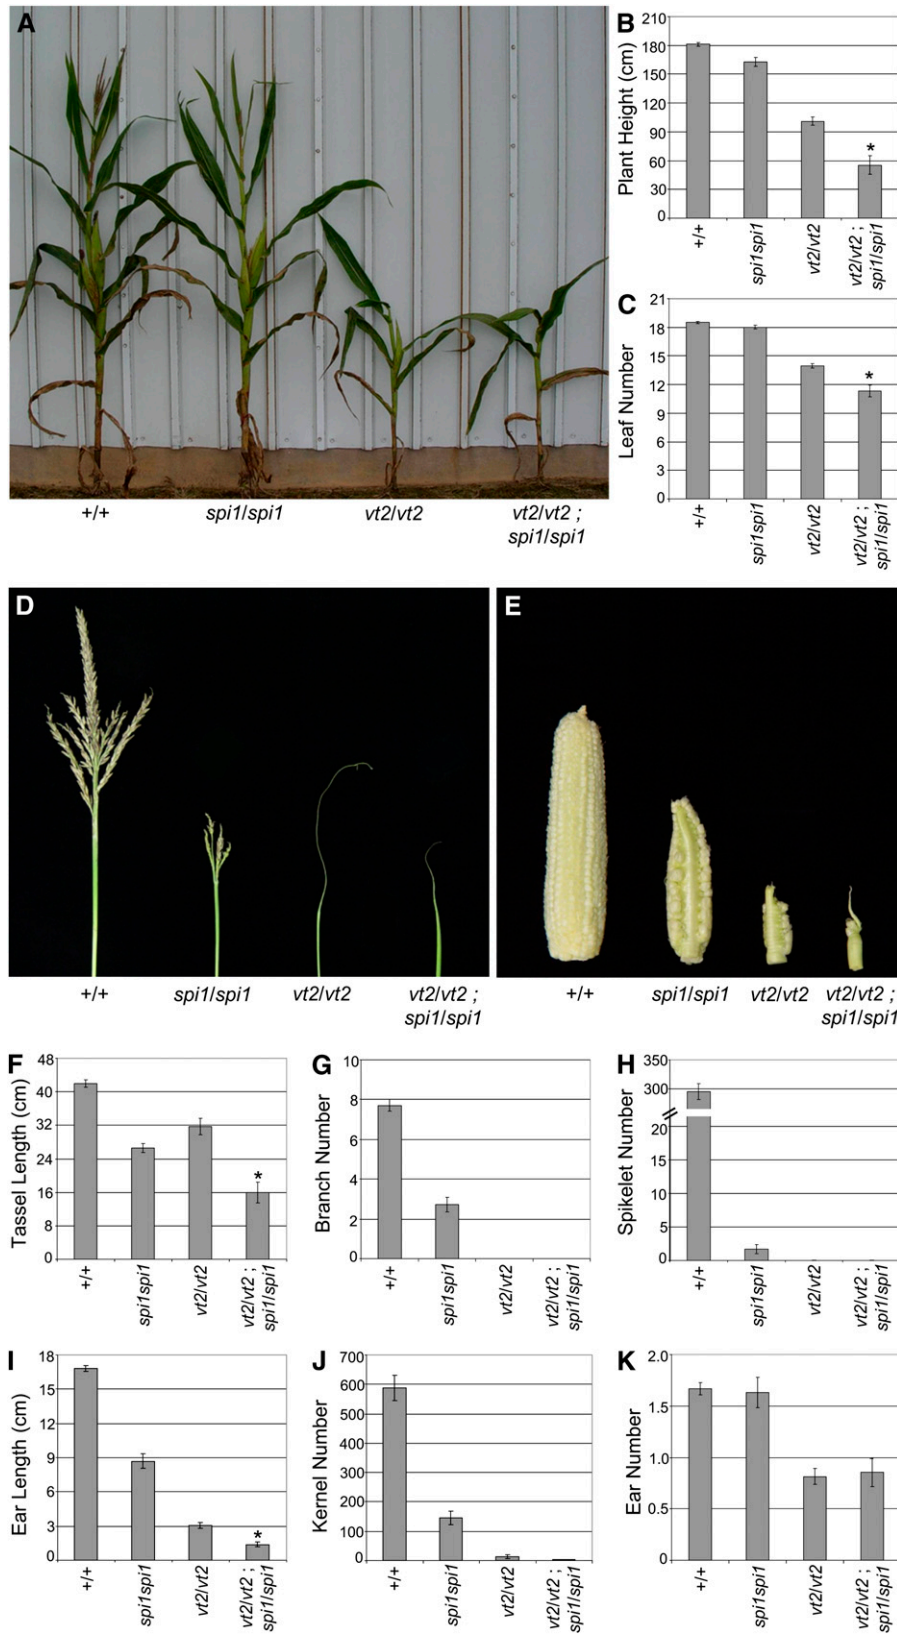 A
+/+
spi1/spi1
vt2/vt2
vt2/vt2 ;
spi1/spi1
B
Plant Height (cm)
210
180
150
120
90
60
30
0
*
+/+
spi1spi1
vt2/vt2
vt2/vt2 ;
spi1/spi1
C
Leaf Number
21
18
15
12
9
6
3
0
*
+/+
spi1spi1
vt2/vt2
vt2/vt2 ;
spi1/spi1
D
+/+
spi1/spi1
vt2/vt2
vt2/vt2 ;
spi1/spi1
E
+/+
spi1/spi1
vt2/vt2
vt2/vt2 ;
spi1/spi1
F
Tassel Length (cm)
48
40
32
24
16
8
0
*
+/+
spi1spi1
vt2/vt2
vt2/vt2 ;
spi1/spi1
G
Branch Number
10
8
6
4
2
0
+/+
spi1spi1
vt2/vt2
vt2/vt2 ;
spi1/spi1
H
Spikelet Number
350
300
20
15
10
5
0
+/+
spi1spi1
vt2/vt2
vt2/vt2 ;
spi1/spi1
I
Ear Length (cm)
18
15
12
9
6
3
0
*
+/+
spi1spi1
vt2/vt2
vt2/vt2 ;
spi1/spi1
J
Kernel Number
700
600
500
400
300
200
100
0
+/+
spi1spi1
vt2/vt2
vt2/vt2 ;
spi1/spi1
K
Ear Number
2.0
1.5
1.0
0.5
0
+/+
spi1spi1
vt2/vt2
vt2/vt2 ;
spi1/spi1